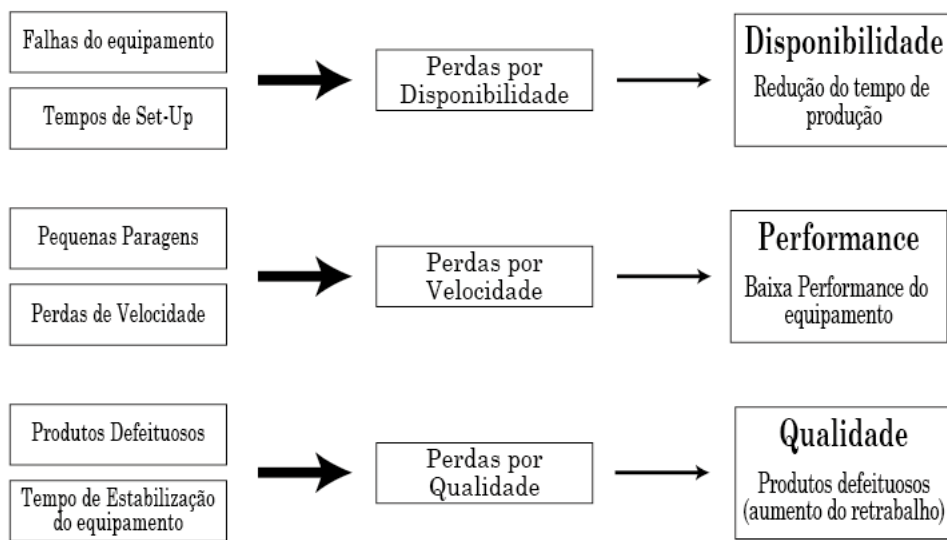 Falhas do equipamento
Tempos de Set-Up
Perdas por
Disponibilidade
Disponibilidade
Redução do tempo de
produção
Pequenas Paragens
Perdas de Velocidade
Perdas por
Velocidade
Performance
Baixa Performance do
equipamento
Produtos Defeituosos
Tempo de Estabilização
do equipamento
Perdas por
Qualidade
Qualidade
Produtos defeituosos
(aumento do retrabalho)